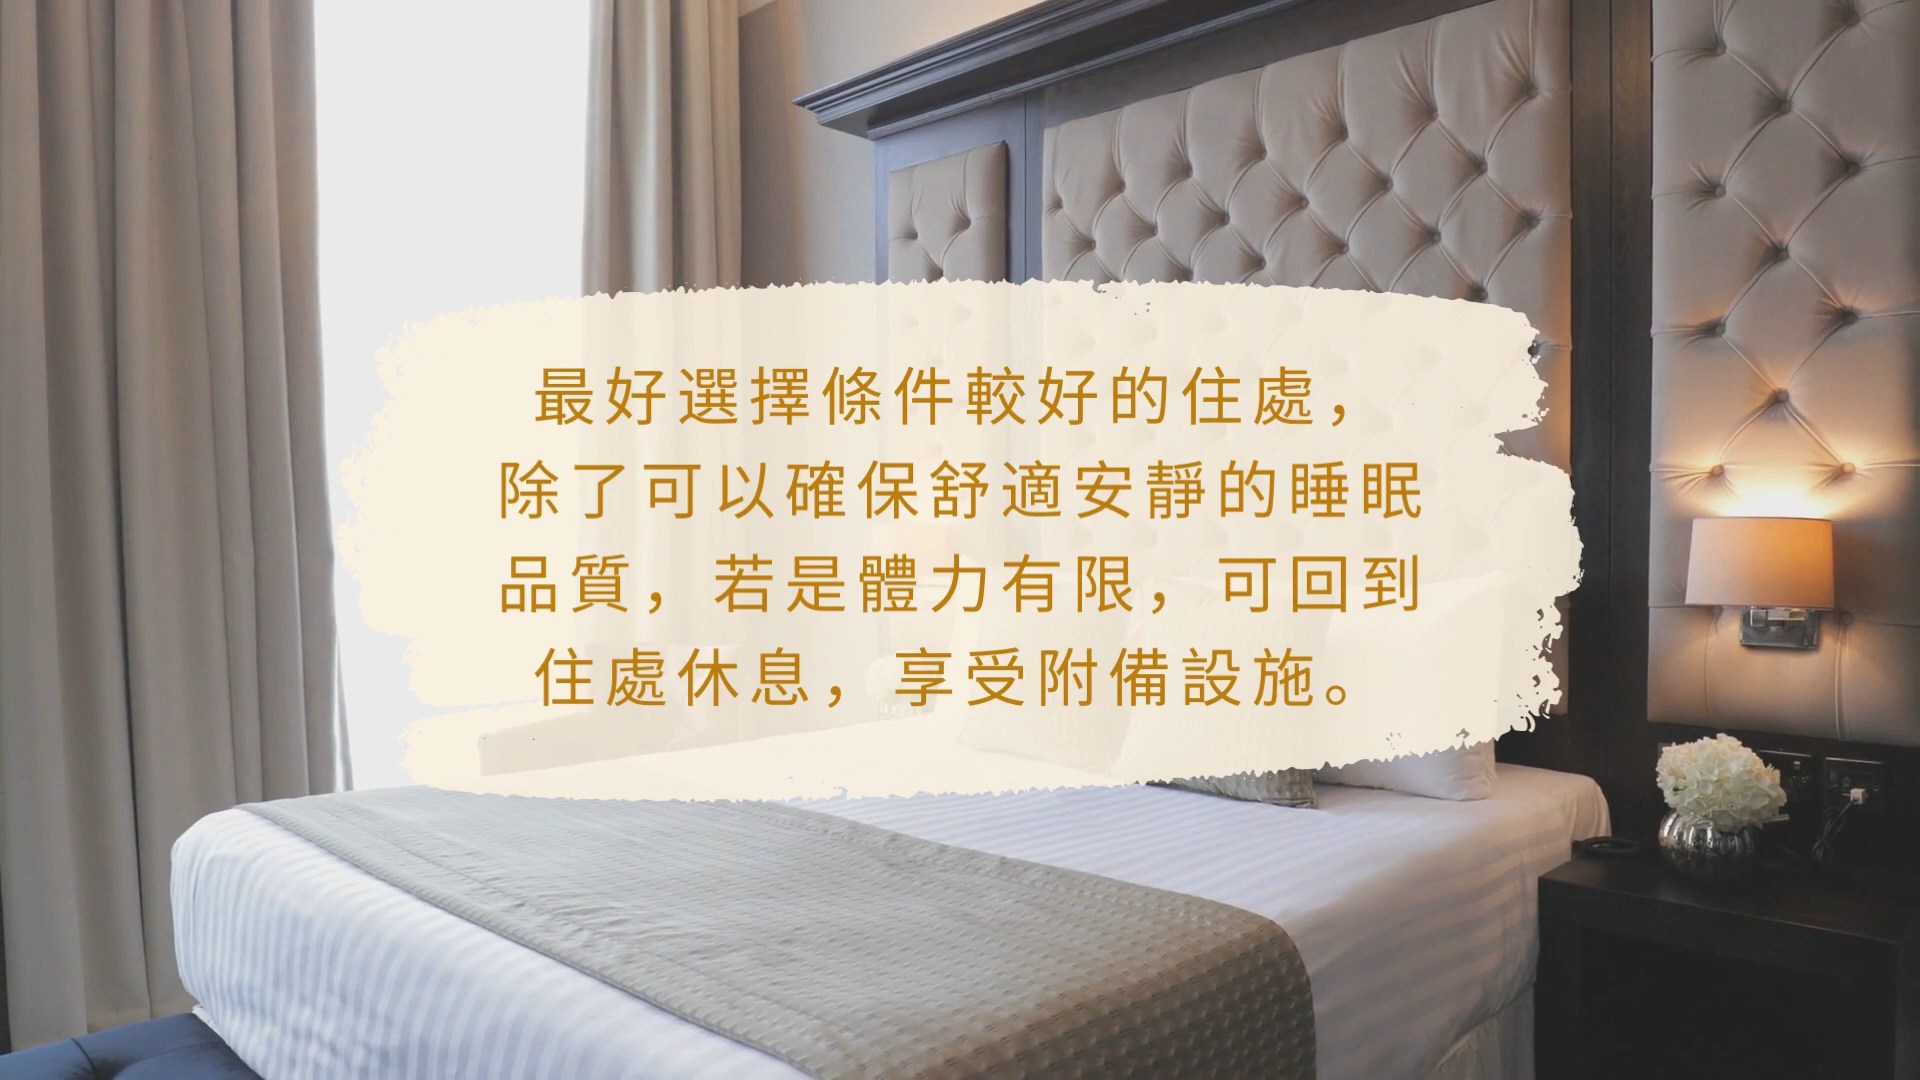 最好選擇條件較好的住處，
除了可以確保舒適安靜的睡眠
品質，若是體力有限，可回到
住處休息，享受附備設施。